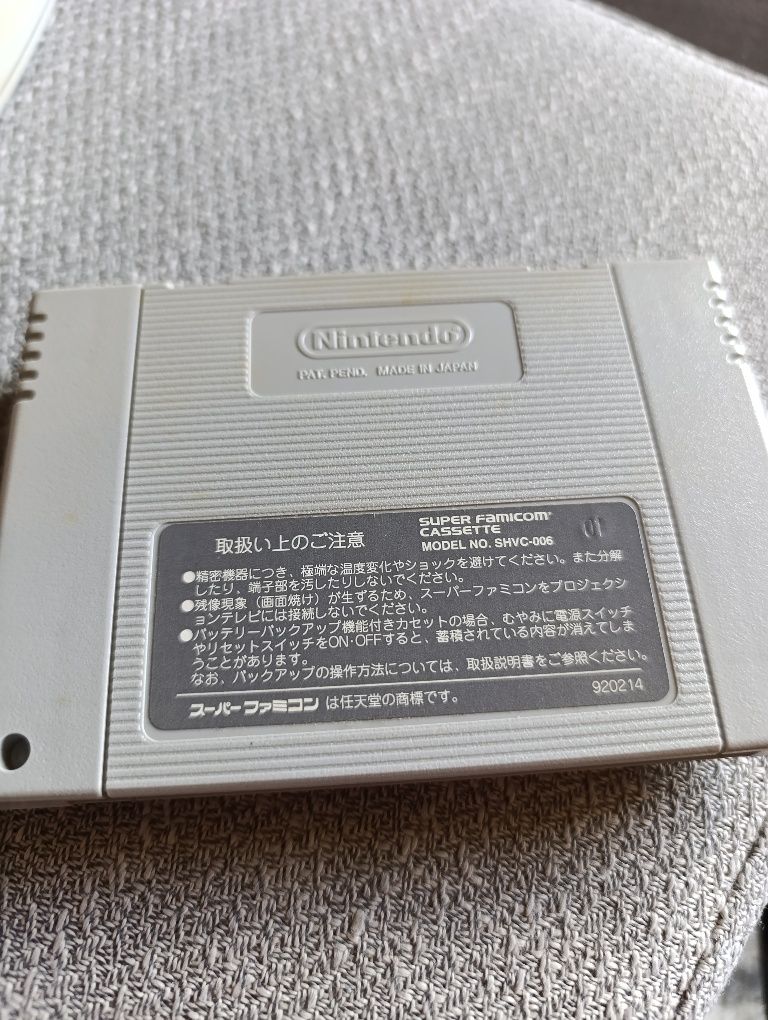 Nintendo
PAT. PEND. MADE IN JAPAN
取扱い上のご注意
SUPER Famicom
CASSETTE
MODEL NO. SHVC-006
01
●精密機器につき、極端な温度変化やショックを避けてください。また分解
したり、端子部を汚したりしないでください。
●残像現象（画面焼け）が生ずるため、スーパーファミコンをプロジェクシ
ョンテレビには接続しないでください。
●バッテリーバックアップ機能付きカセットの場合、むやみに電源スイッチ
やリセットスイッチをON・OFFすると、蓄積されている内容が消えてしま
うことがあります。
なお、バックアップの操作方法については、取扱説明書をご参照ください。
スーパーファミコンは任天堂の商標です。
920214